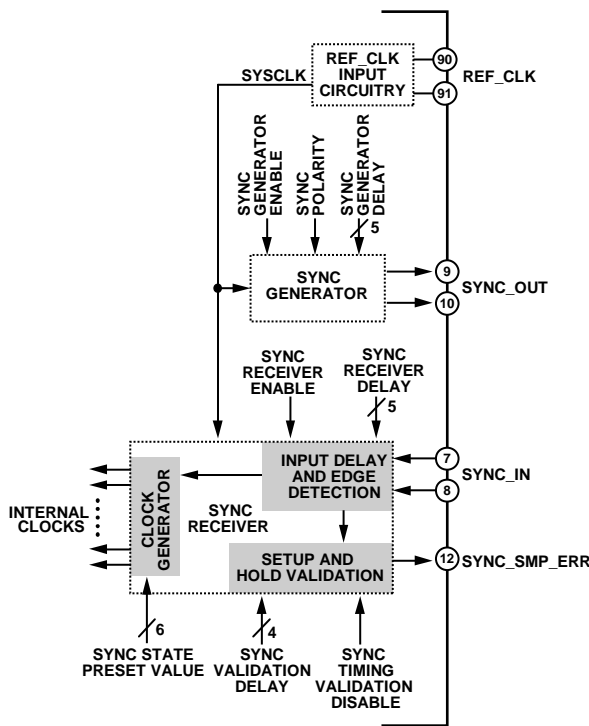 REF_CLK
INPUT
CIRCUITRY
90
91
REF_CLK
SYSCLK
SYNC
GENERATOR
ENABLE
SYNC
POLARITY
SYNC
GENERATOR
DELAY
5
SYNC
GENERATOR
9
10
SYNC_OUT
SYNC
RECEIVER
ENABLE
SYNC
RECEIVER
DELAY
5
INPUT DELAY
AND EDGE
DETECTION
7
8
SYNC_IN
CLOCK
GENERATOR
SYNC
RECEIVER
INTERNAL
CLOCKS
SETUP AND
HOLD VALIDATION
12
SYNC_SMP_ERR
6
SYNC STATE
PRESET VALUE
4
SYNC
VALIDATION
DELAY
SYNC
TIMING
VALIDATION
DISABLE